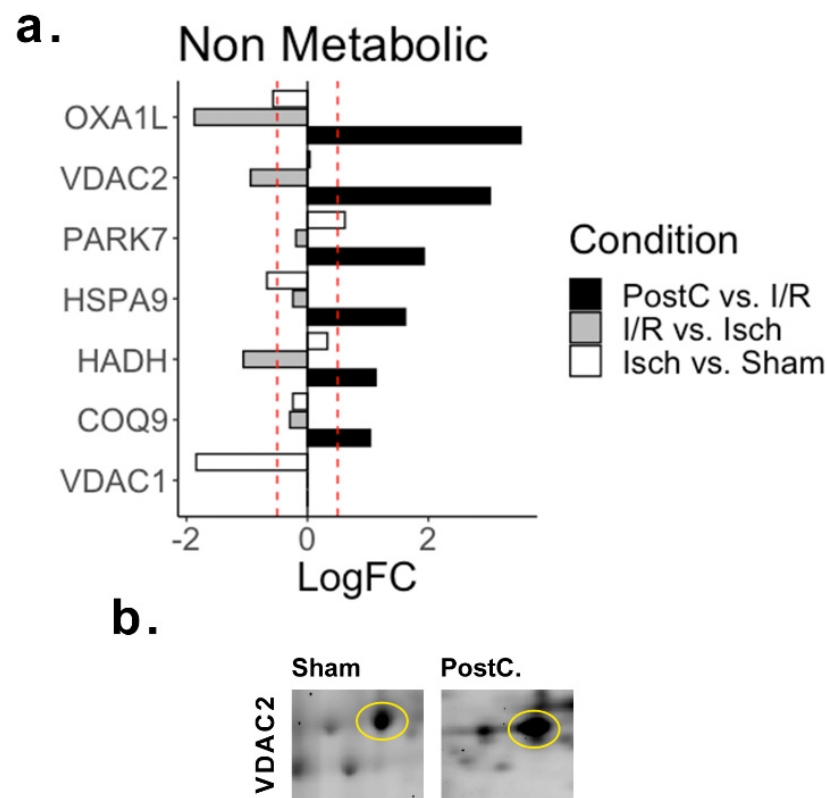 a.
Non Metabolic
OXA1L
VDAC2
PARK7
HSPA9
HADH
COQ9
VDAC1
-2 0 2
LogFC
Condition
PostC vs. I/R
I/R vs. Isch
Isch vs. Sham
b.
Sham PostC.
VDAC2